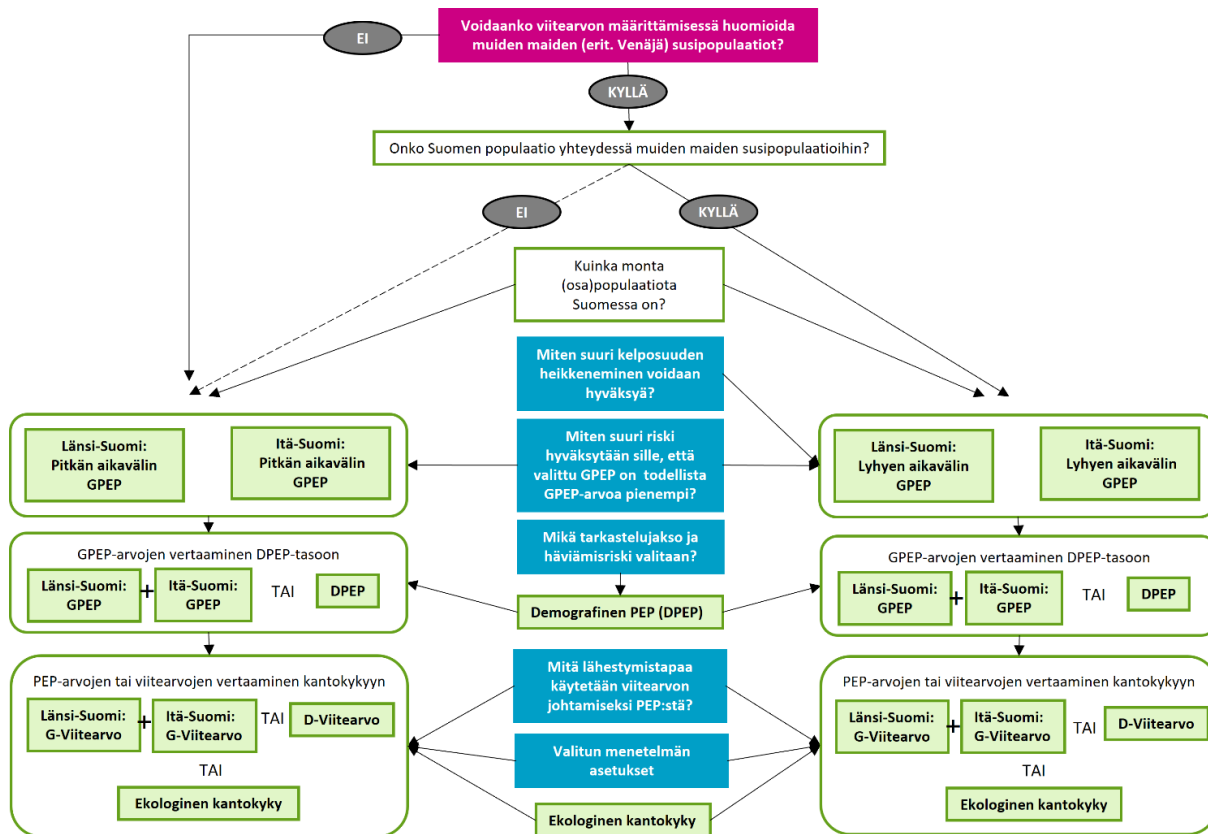 Voidaanko viitearvon määrittämisessä huomioida
muiden maiden (erit. Venäjä) susipopulaatiot?
EI
KYLLÄ
Onko Suomen populaatio yhteydessä muiden maiden susipopulaatioihin?
EI
KYLLÄ
Kuinka monta
(osa)populaatiota
Suomessa on?
Miten suuri kelposuuden
heikkeneminen voidaan
hyväksyä?
Miten suuri riski
hyväksytään sille, että
valittu GPEP on todellista
GPEP-arvoa pienempi?
Mikä tarkastelujakso ja
häviämisriski valitaan?
Demografinen PEP (DPEP)
Mitä lähestymistapaa
käytetään viitearvon
johtamiseksi PEP:stä?
Valitun menetelmän
asetukset
Ekologinen kantokyky
Länsi-Suomi:
Pitkän aikavälin
GPEP
Itä-Suomi:
Pitkän aikavälin
GPEP
GPEP-arvojen vertaaminen DPEP-tasoon
Länsi-Suomi:
GPEP
+
Itä-Suomi:
GPEP
TAI
DPEP
PEP-arvojen tai viitearvojen vertaaminen kantokykyyn
Länsi-Suomi:
G-Viitearvo
+
Itä-Suomi:
G-Viitearvo
TAI
D-Viitearvo
TAI
Ekologinen kantokyky
Länsi-Suomi:
Lyhyen aikavälin
GPEP
Itä-Suomi:
Lyhyen aikavälin
GPEP
GPEP-arvojen vertaaminen DPEP-tasoon
Länsi-Suomi:
GPEP
+
Itä-Suomi:
GPEP
TAI
DPEP
PEP-arvojen tai viitearvojen vertaaminen kantokykyyn
Länsi-Suomi:
G-Viitearvo
+
Itä-Suomi:
G-Viitearvo
TAI
D-Viitearvo
TAI
Ekologinen kantokyky